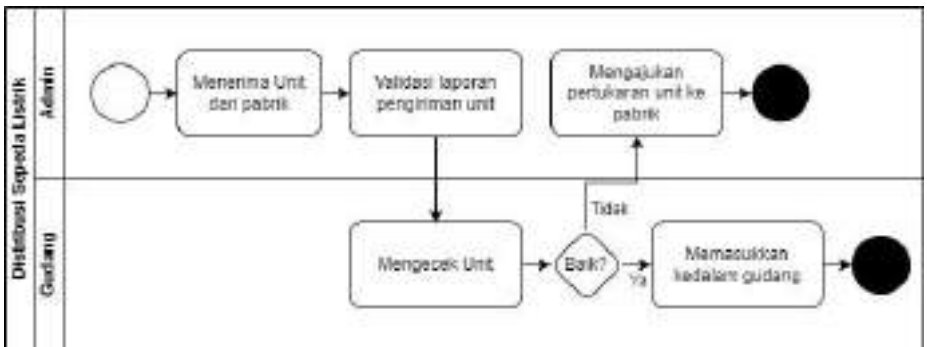 Distribusi Sepeda Listrik
Admin
Menerima Unit
dari pabrik
Validasi laporan
pengiriman unit
Mengajukan
pertukaran unit ke
pabrik
Gudang
Mengecek Unit
Baik?
Tidak
Ya
Memasukkan
kedalam gudang